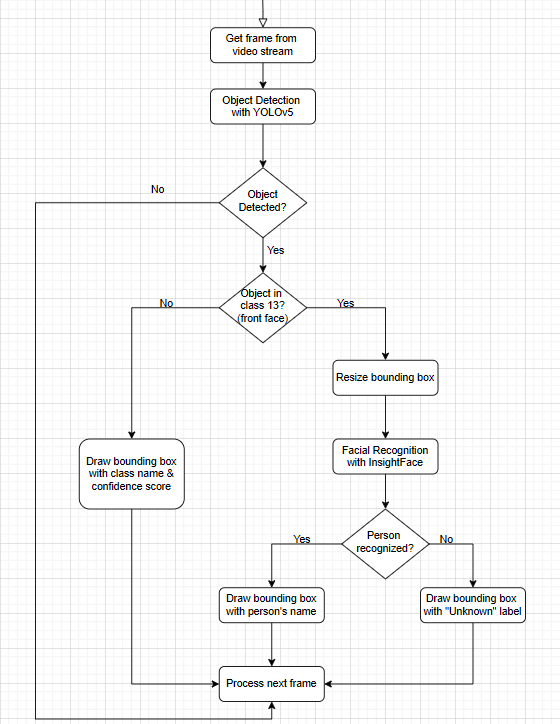 Get frame from
video stream
Object Detection
with YOLOv5
No
Object
Detected?
Yes
Object in
class 13?
(front face)
No
Yes
Resize bounding box
Draw bounding box
with class name &
confidence score
Facial Recognition
with InsightFace
Person
recognized?
Yes
No
Draw bounding box
with person's name
Draw bounding box
with "Unknown" label
Process next frame